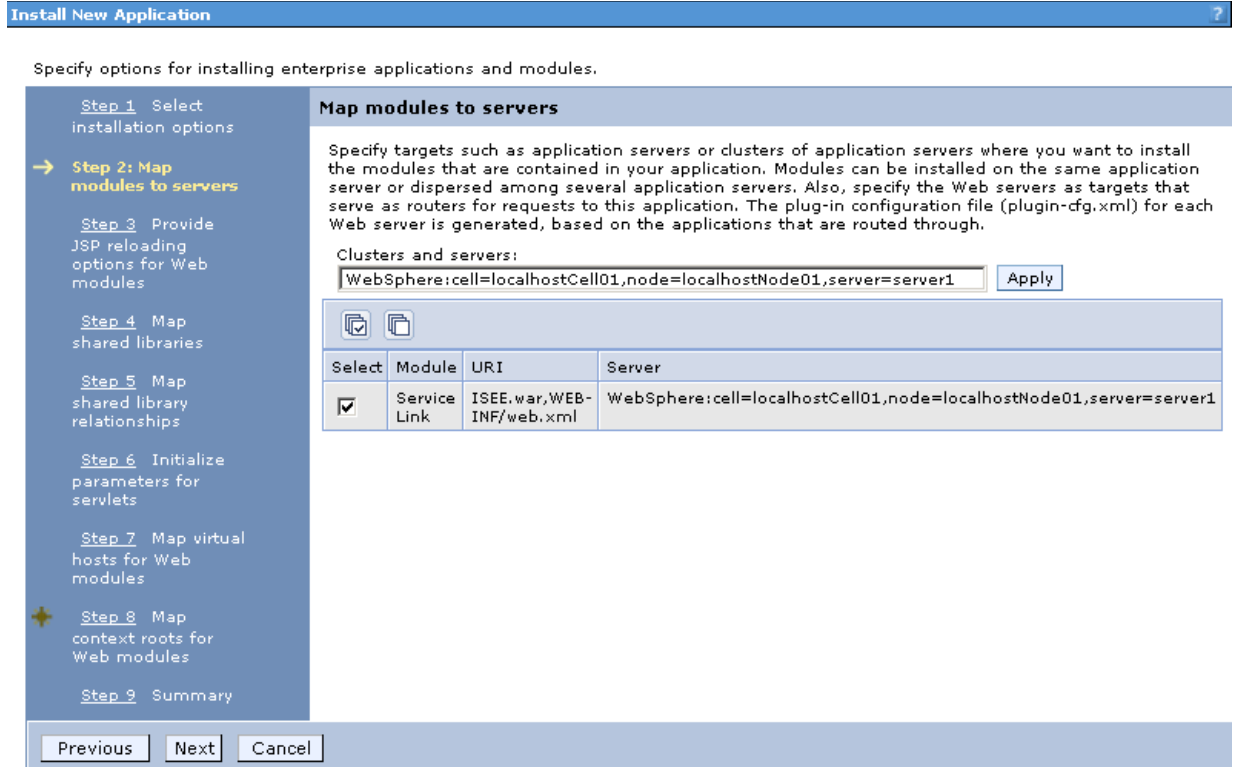 Install New Application
?
Specify options for installing enterprise applications and modules.
Step 1 Select
installation options
Step 2: Map
modules to servers
Step 3 Provide
JSP reloading
options for Web
modules
Step 4 Map
shared libraries
Step 5 Map
shared library
relationships
Step 6 Initialize
parameters for
servlets
Step 7 Map virtual
hosts for Web
modules
Step 8 Map
context roots for
Web modules
Step 9 Summary
Map modules to servers
Specify targets such as application servers or clusters of application servers where you want to install
the modules that are contained in your application. Modules can be installed on the same application
server or dispersed among several application servers. Also, specify the Web servers as targets that
serve as routers for requests to this application. The plug-in configuration file (plugin-cfg.xml) for each
Web server is generated, based on the applications that are routed through.
Clusters and servers:
WebSphere:cell=localhostCell01,node=localhostNode01,server=server1 Apply
Select Module URI Server
Service ISEE.war,WEB- WebSphere:cell=localhostCell01,node=localhostNode01,server=server1
Link INF/web.xml
Previous Next Cancel